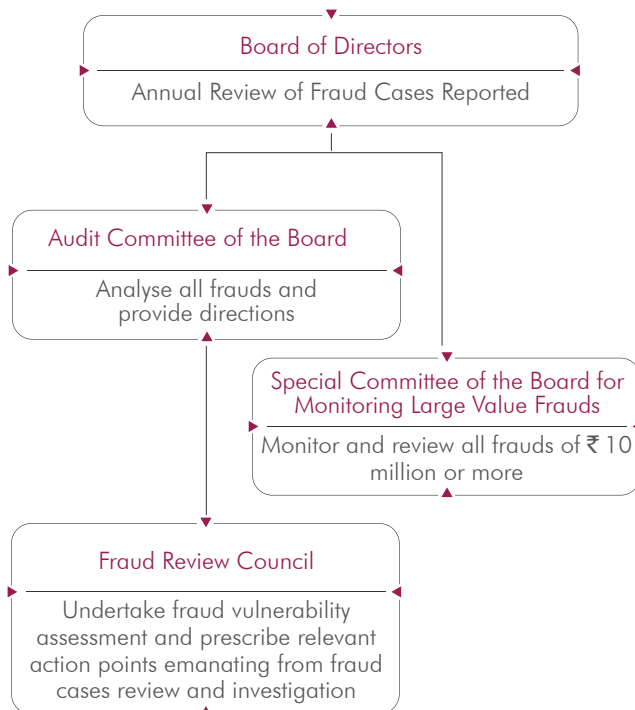 Board of Directors
Annual Review of Fraud Cases Reported
Audit Committee of the Board
Analyse all frauds and
provide directions
Special Committee of the Board for
Monitoring Large Value Frauds
Monitor and review all frauds of ₹ 10
million or more
Fraud Review Council
Undertake fraud vulnerability
assessment and prescribe relevant
action points emanating from fraud
cases review and investigation